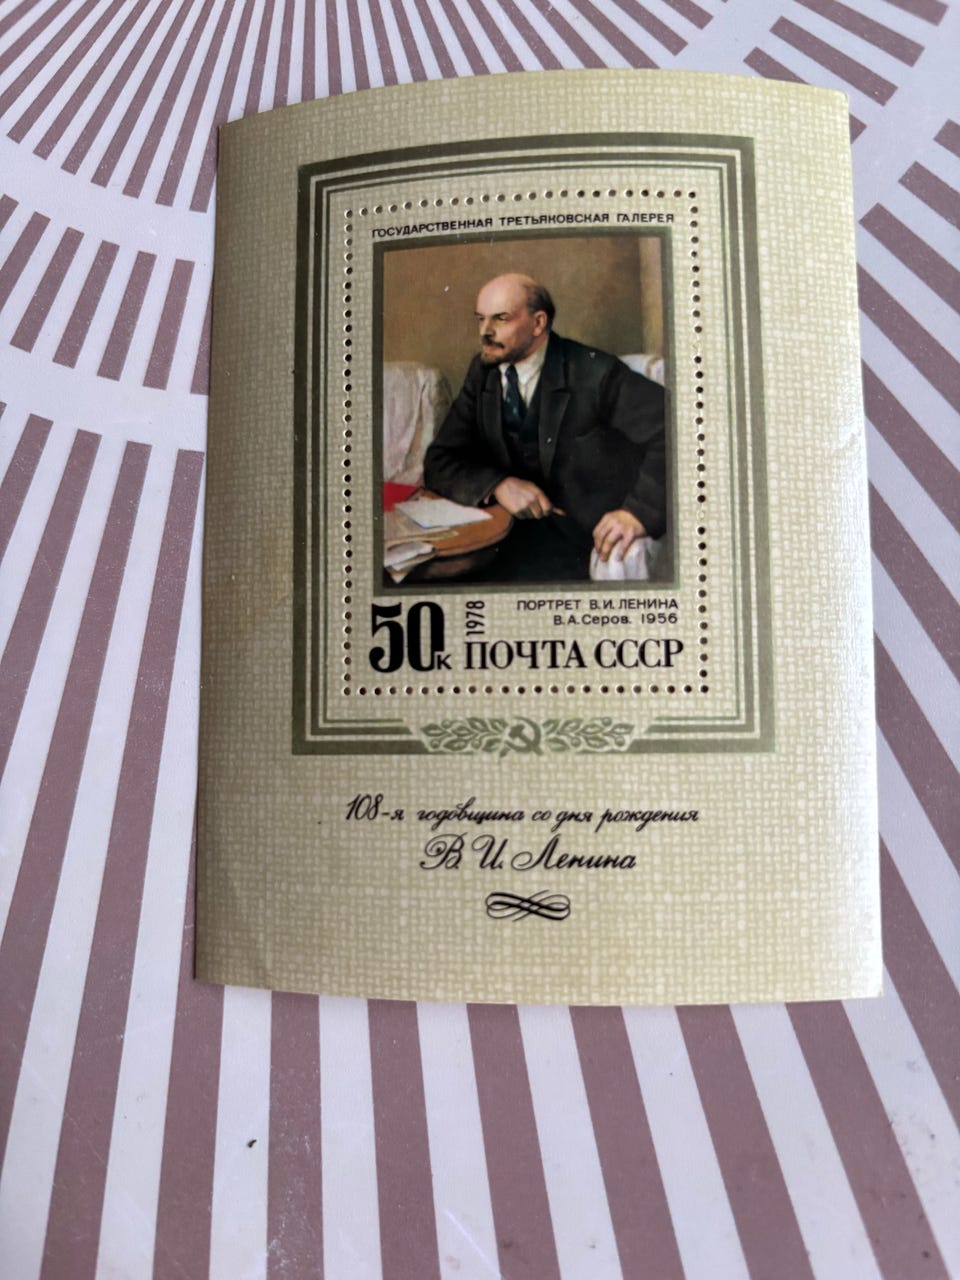 ГОСУДАРСТВЕННАЯ ТРЕТЬЯКОВСКАЯ ГАЛЕРЕЯ
50к
1978
ПОРТРЕТ В.И. ЛЕНИНА
В.А.Серов. 1956
ПОЧТА СССР
108-я годовщина со дня рождения
В. И. Ленина